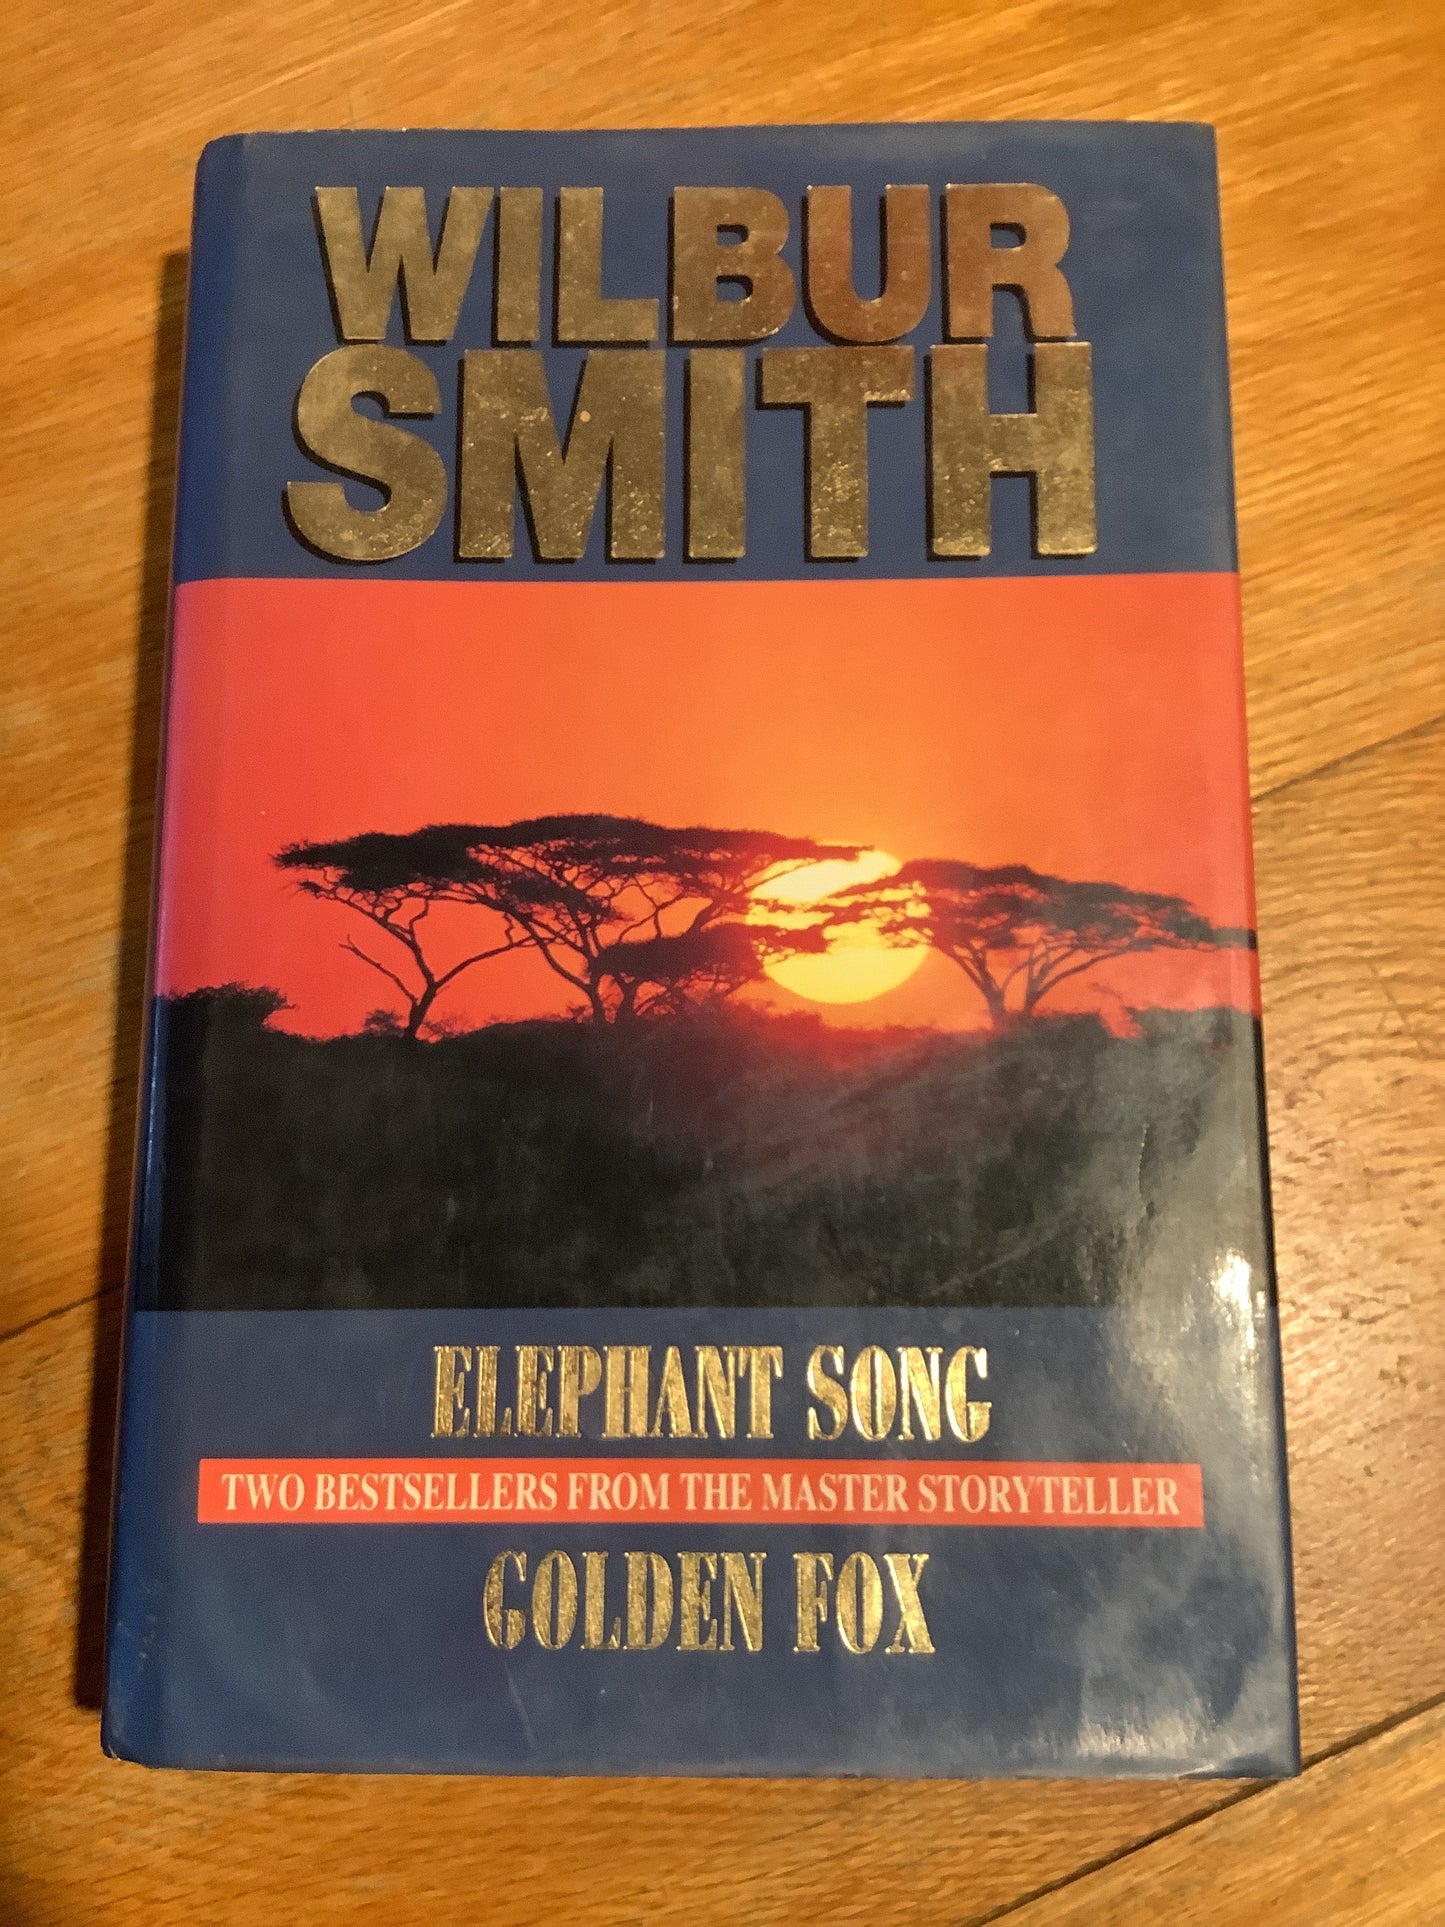 WILBUR
SMITH
ELEPHANT SONG
TWO BESTSELLERS FROM THE MASTER STORYTELLER
GOLDEN FOX